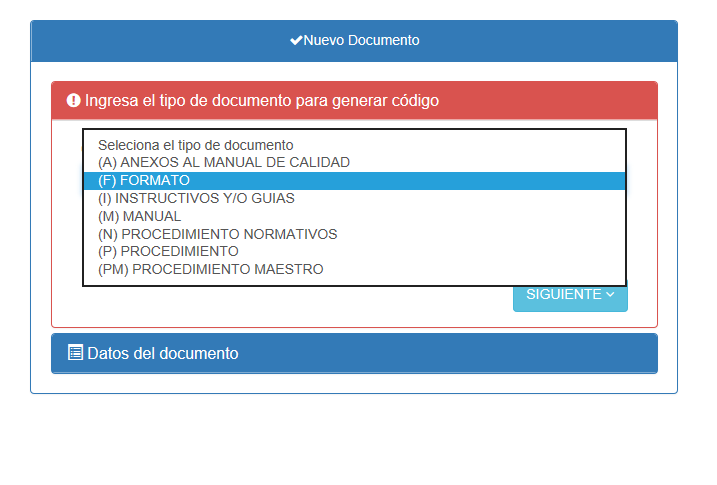 Nuevo Documento
Ingresa el tipo de documento para generar código
Seleciona el tipo de documento
(A) ANEXOS AL MANUAL DE CALIDAD
(F) FORMATO
(I) INSTRUCTIVOS Y/O GUIAS
(M) MANUAL
(N) PROCEDIMIENTO NORMATIVOS
(P) PROCEDIMIENTO
(PM) PROCEDIMIENTO MAESTRO
SIGUIENTE
Datos del documento